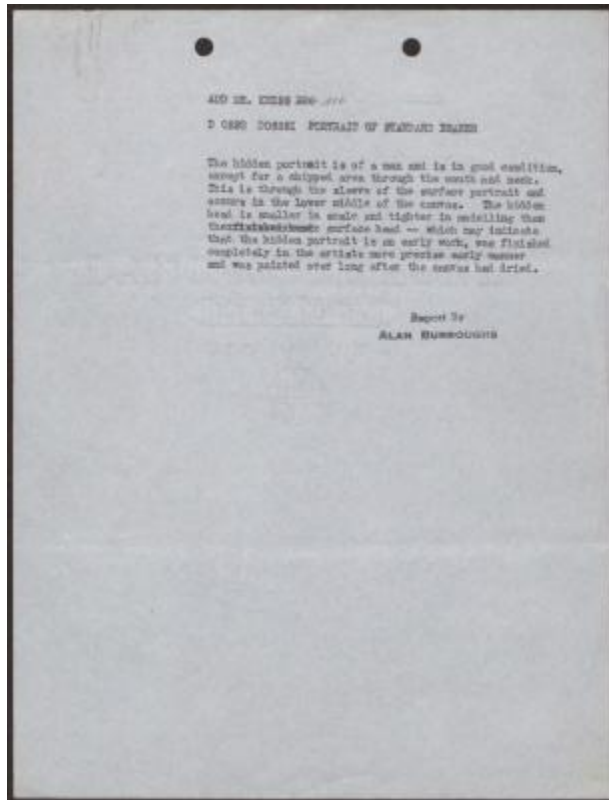 ADD
D OSSO DOSSI PORTRAIT OF STANDARD BEARER
The hidden portrait is of a man and is in good condition,
except for a chipped area through the mouth and neck.
This is through the sleeve of the surface portrait and
occurs in the lower middle of the canvas. The hidden
head is smaller in scale and tighter in modelling than
the surface head -- which may indicate
that the hidden portrait is an early work, was finished
completely in the artists more precise early manner
and was painted over long after the canvas had dried.
Report by
ALAN BURROUGHS